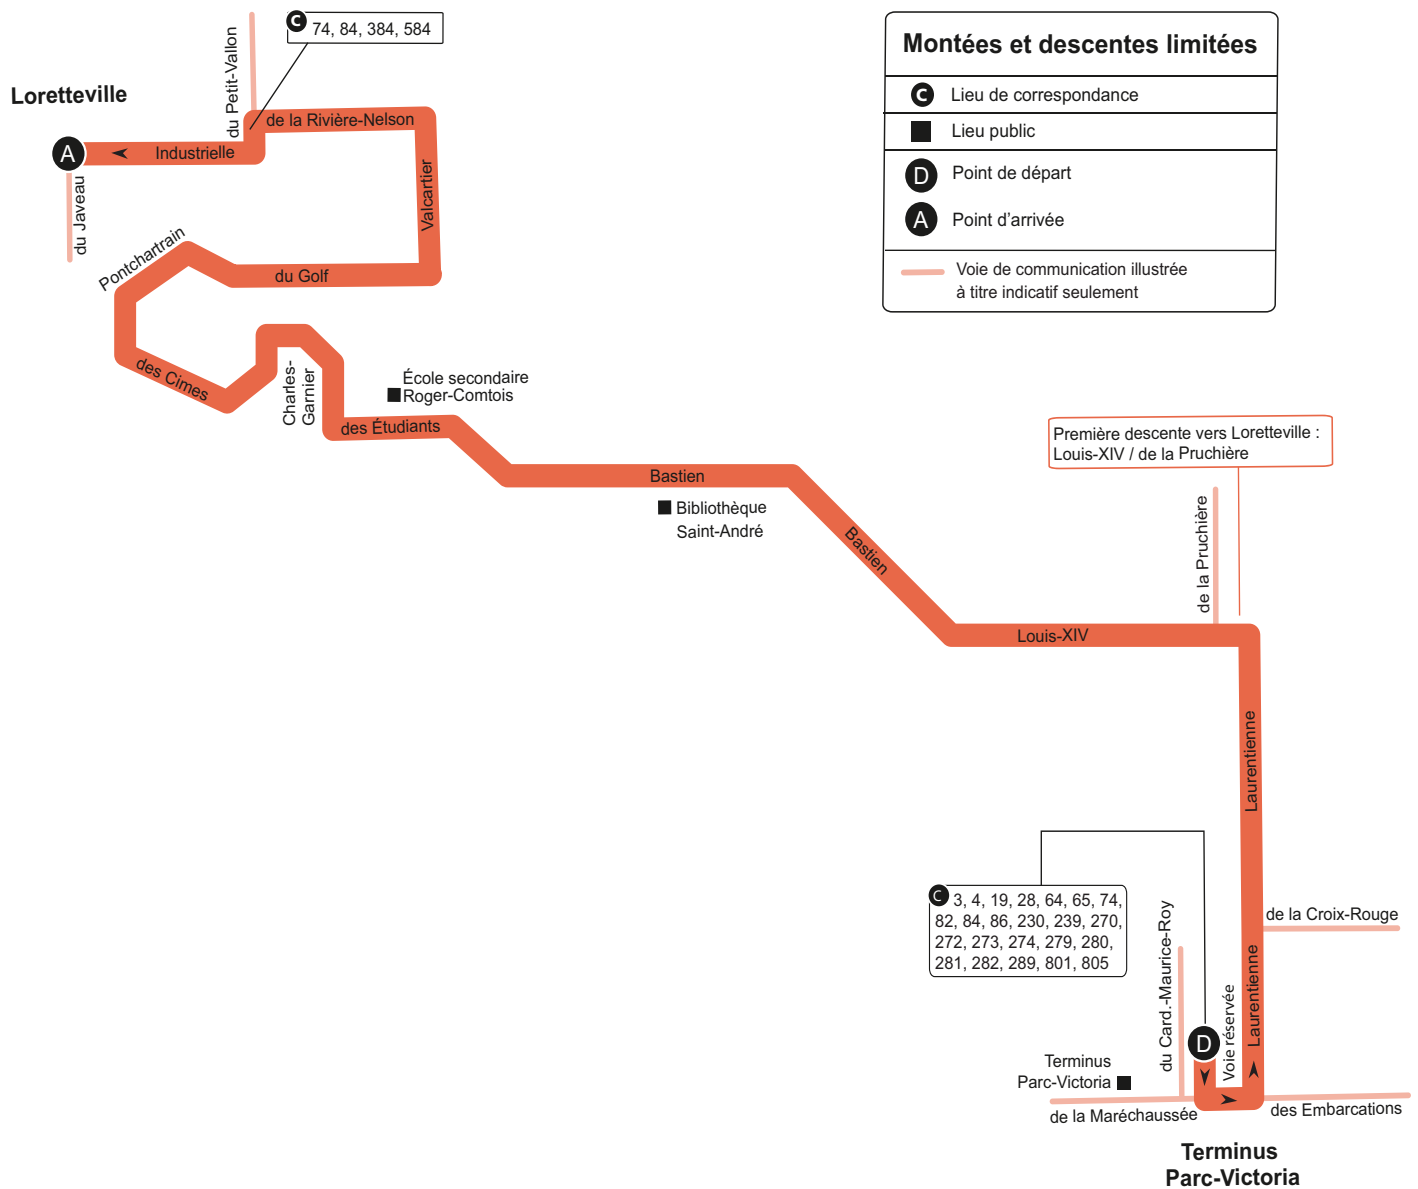 C 74, 84, 384, 584
Loretteville
du Petit-Vallon
de la Rivière-Nelson
A
Industrielle
du Javeau
Valcartier
Pontchartrain
du Golf
des Cimes
Charles-
Garnier
École secondaire
Roger-Comtois
des Étudiants
Bastien
Bibliothèque
Saint-André
Bastien
Montées et descentes limitées
C Lieu de correspondance
Lieu public
D Point de départ
A Point d'arrivée
Voie de communication illustrée
à titre indicatif seulement
Première descente vers Loretteville :
Louis-XIV / de la Pruchière
de la Pruchière
Louis-XIV
Laurentienne
C 3, 4, 19, 28, 64, 65, 74,
82, 84, 86, 230, 239, 270,
272, 273, 274, 279, 280,
281, 282, 289, 801, 805
de la Croix-Rouge
du Card.-Maurice-Roy
Laurentienne
Voie réservée
D
Terminus
Parc-Victoria
de la Maréchaussée
des Embarcations
Terminus
Parc-Victoria